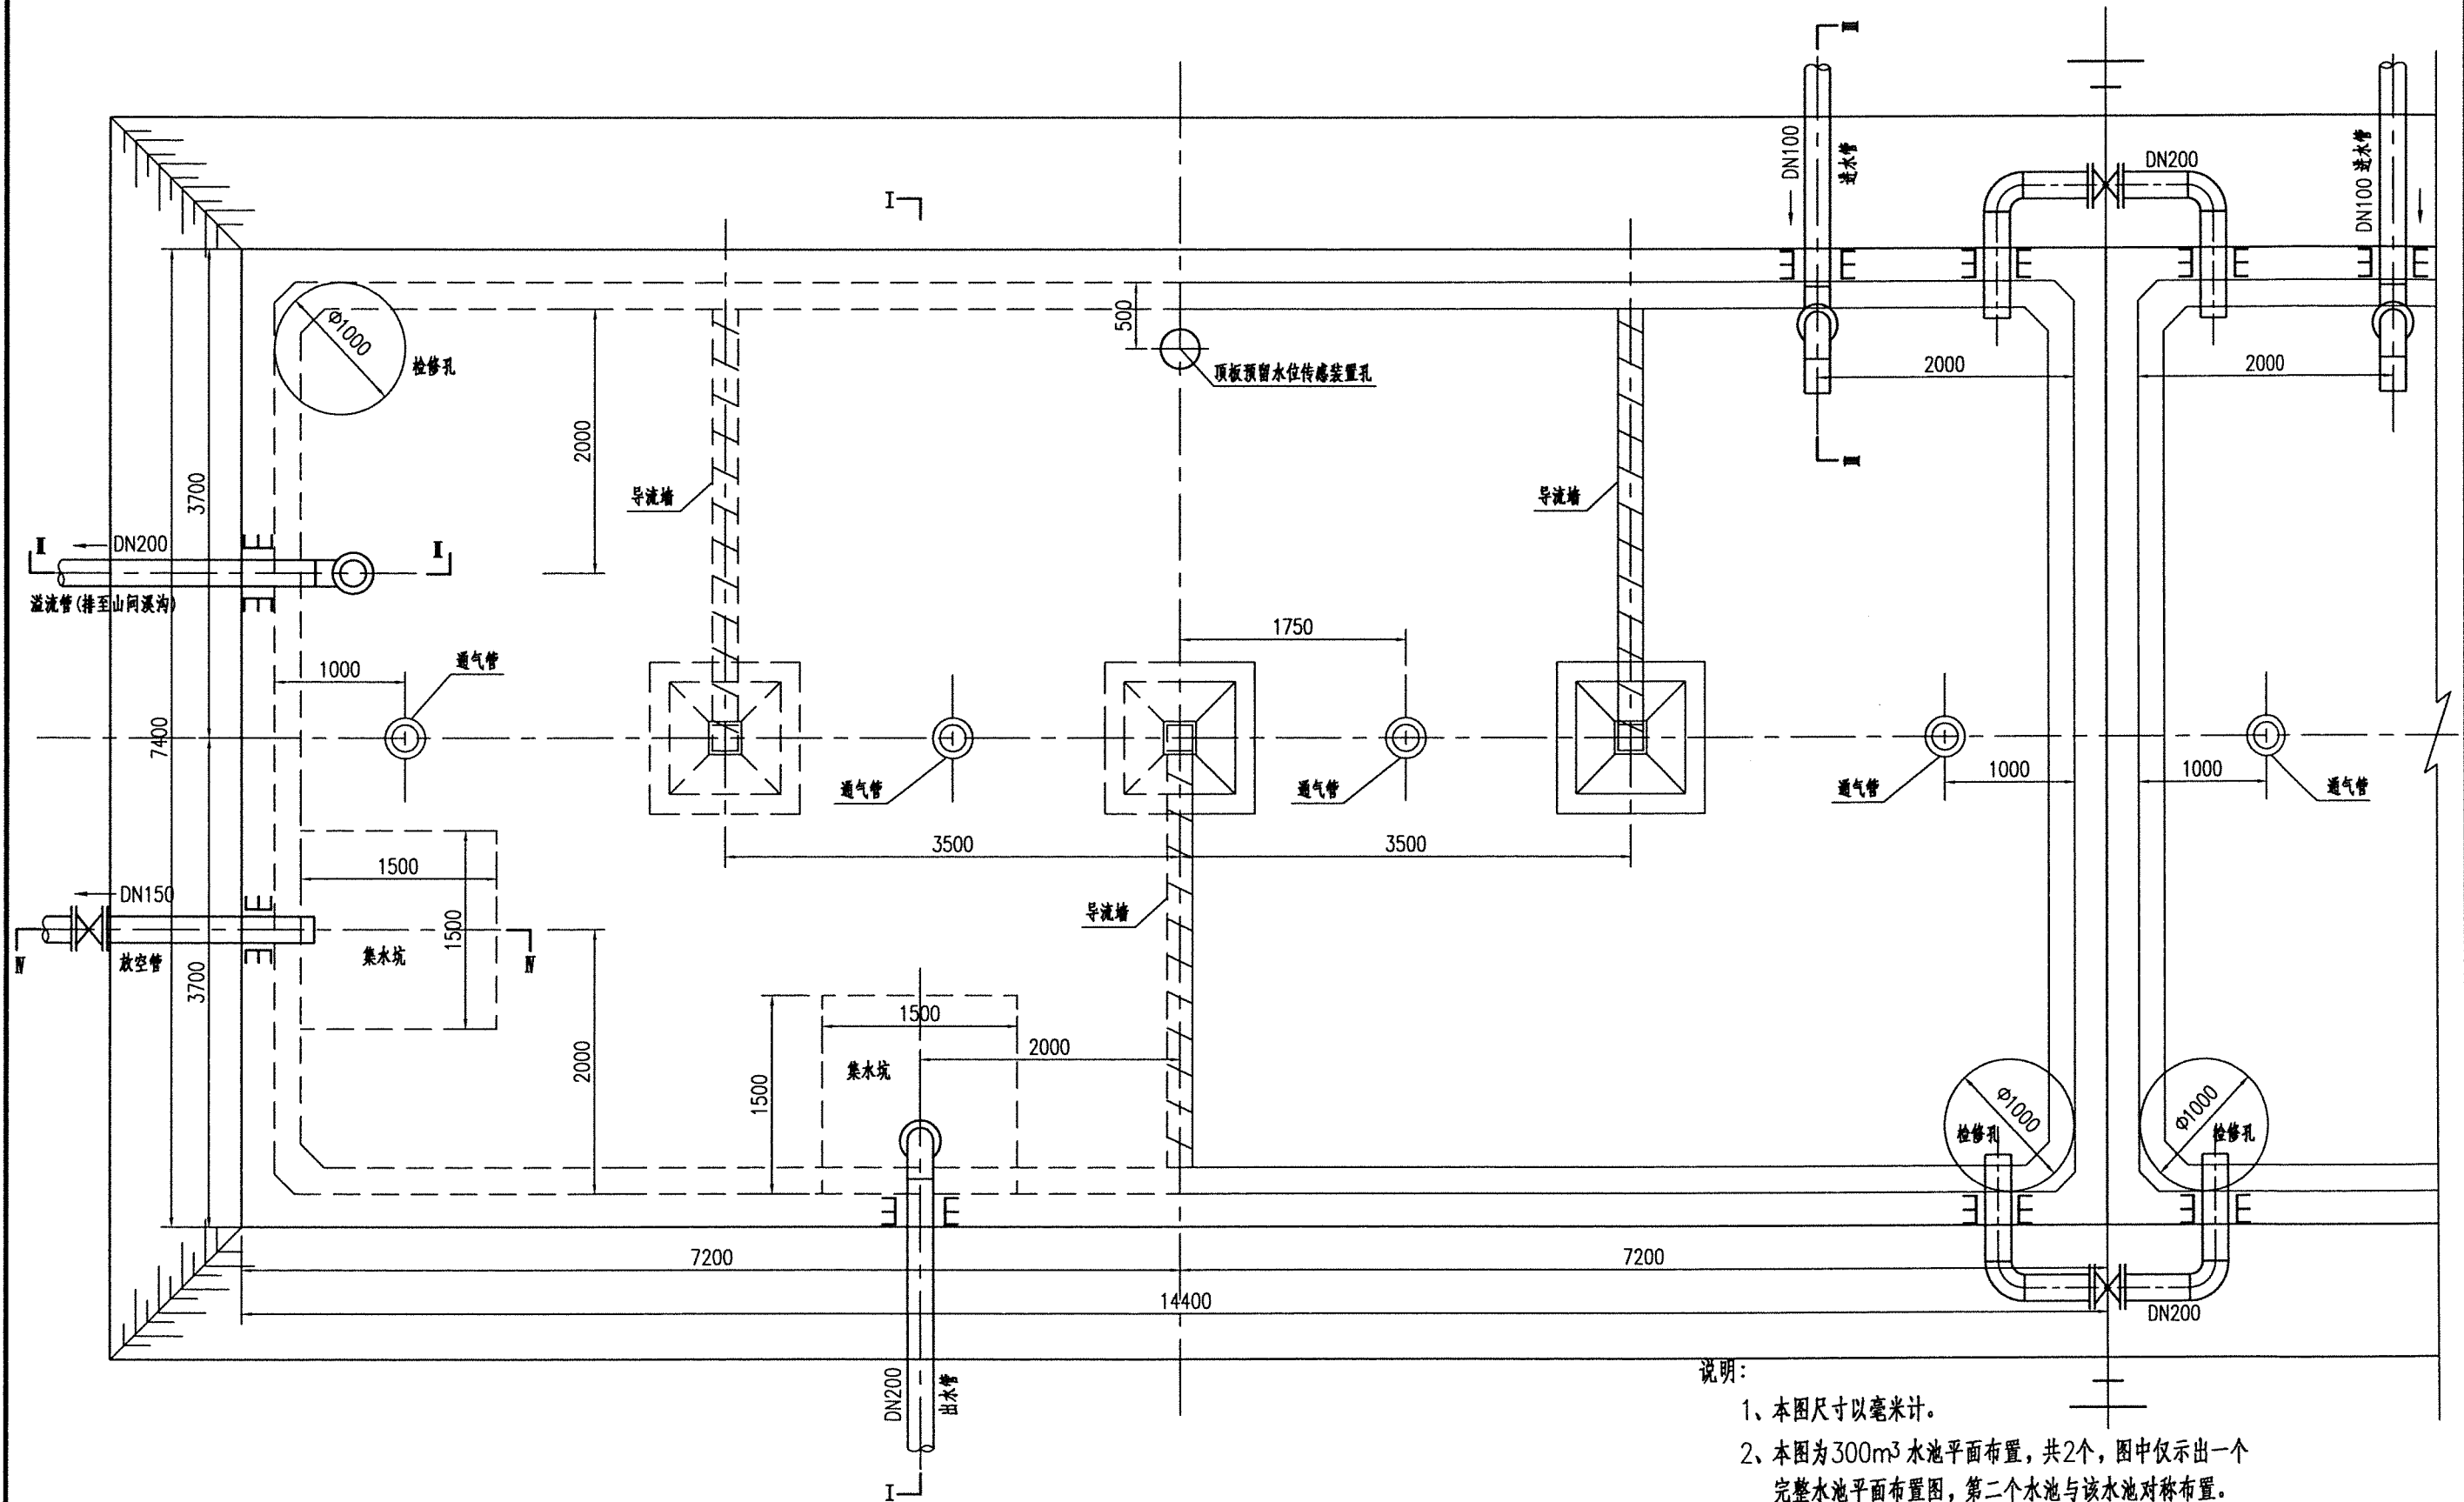 Ⅲ
DN100
进水管
DN200
DN100 进水管
Ⅰ
500
Φ1000
检修孔
顶板预留水位传感装置孔
2000
2000
2000
3700
导流墙
导流墙
Ⅲ
Ⅱ
DN200
Ⅱ
溢流管(排至山间溪沟)
1750
1000
通气管
7400
通气管
通气管
通气管
1000
1000
通气管
3500
3500
1500
DN150
1500
导流墙
Ⅳ
放空管
集水坑
Ⅳ
3700
1500
2000
2000
1500
集水坑
Φ1000
检修孔
Φ1000
检修孔
7200
7200
14400
DN200
DN200
出水管
Ⅰ
说明:
1、本图尺寸以毫米计。
2、本图为300m³水池平面布置,共2个,图中仅示出一个
完整水池平面布置图,第二个水池与该水池对称布置。